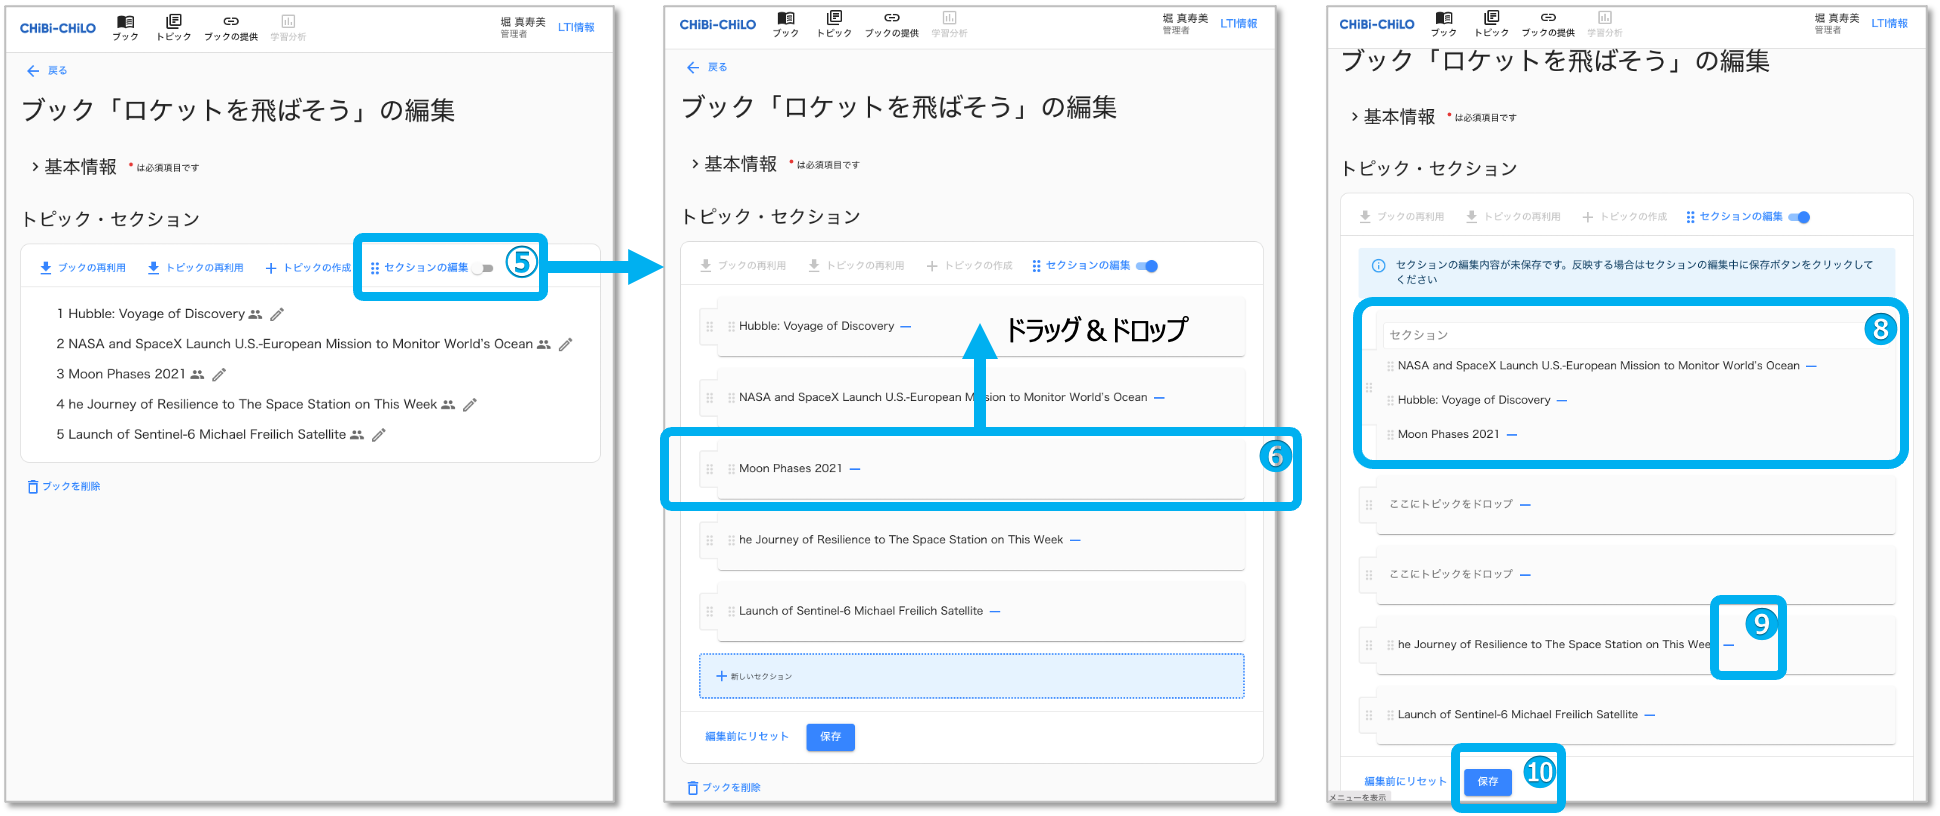 CHiBi-CHiLO
ブック
トピック
ブックの提供
学習分析
堀 真寿美
管理者
LTI情報
戻る
ブック「ロケットを飛ばそう」の編集
基本情報 * は必須項目です
トピック・セクション
ブックの再利用
トピックの再利用
トピックの作成
セクションの編集
⑤
1 Hubble: Voyage of Discovery
2 NASA and SpaceX Launch U.S.-European Mission to Monitor World's Ocean
3 Moon Phases 2021
4 he Journey of Resilience to The Space Station on This Week
5 Launch of Sentinel-6 Michael Freilich Satellite
ブックを削除
CHiBi-CHiLO
ブック
トピック
ブックの提供
学習分析
堀 真寿美
管理者
LTI情報
戻る
ブック「ロケットを飛ばそう」の編集
基本情報 * は必須項目です
トピック・セクション
ブックの再利用
トピックの再利用
トピックの作成
セクションの編集
Hubble: Voyage of Discovery
ドラッグ&ドロップ
NASA and SpaceX Launch U.S.-European Mission to Monitor World's Ocean
⑥
Moon Phases 2021
he Journey of Resilience to The Space Station on This Week
Launch of Sentinel-6 Michael Freilich Satellite
新しいセクション
編集前にリセット
保存
ブックを削除
CHiBi-CHiLO
ブック
トピック
ブックの提供
学習分析
堀 真寿美
管理者
LTI情報
ブック「ロケットを飛ばそう」の編集
基本情報 * は必須項目です
トピック・セクション
ブックの再利用
トピックの再利用
トピックの作成
セクションの編集
セクションの編集内容が未保存です。反映する場合はセクションの編集中に保存ボタンをクリックして
ください
⑧
セクション
NASA and SpaceX Launch U.S.-European Mission to Monitor World's Ocean
Hubble: Voyage of Discovery
Moon Phases 2021
ここにトピックをドロップ
ここにトピックをドロップ
⑨
he Journey of Resilience to The Space Station on This Wee
Launch of Sentinel-6 Michael Freilich Satellite
編集前にリセット
保存
⑩
メニューを表示